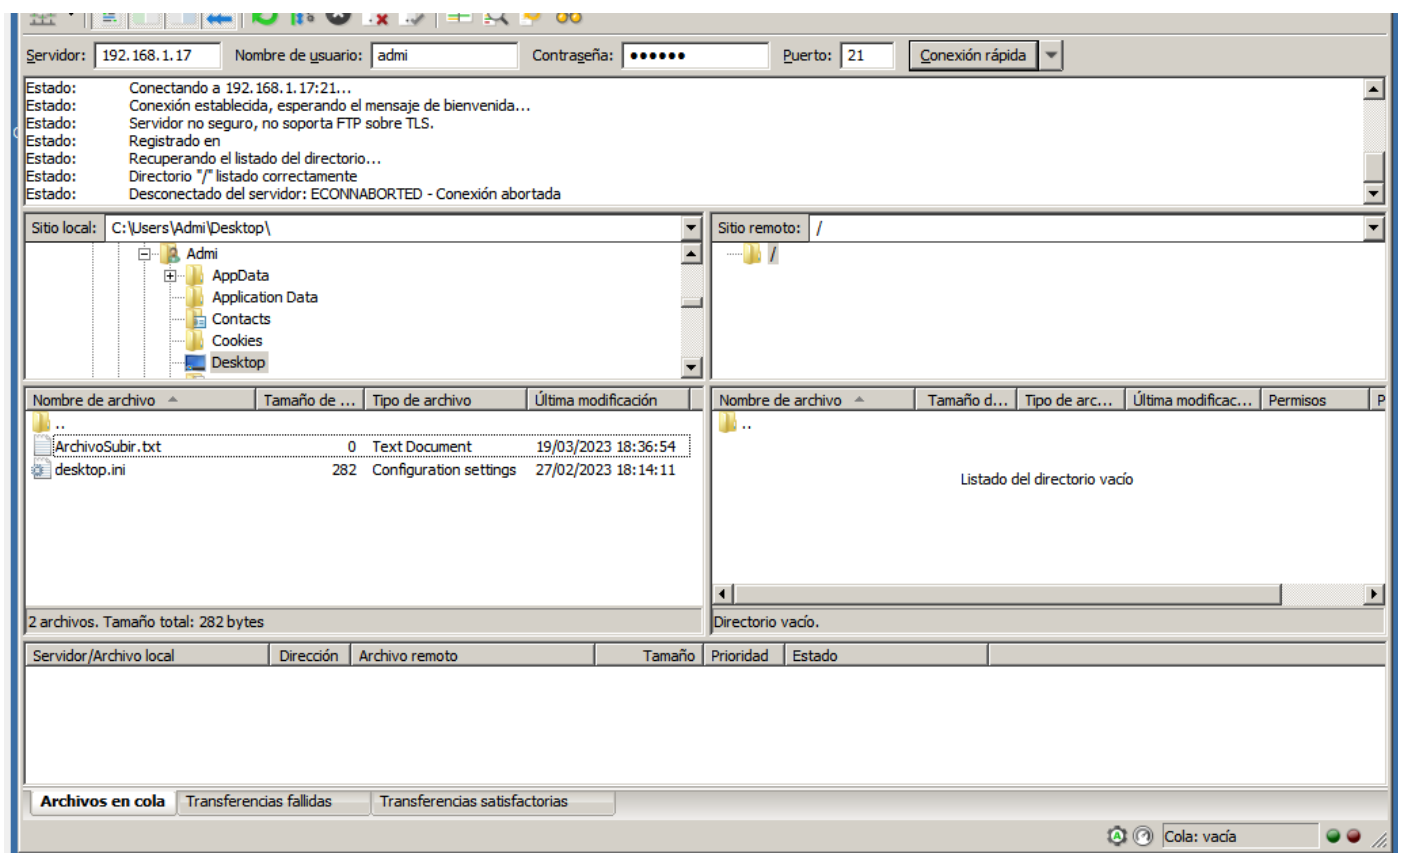 Servidor: 192.168.1.17 Nombre de usuario: admi Contraseña: ●●●●●● Puerto: 21 Conexión rápida
Estado: Conectando a 192.168.1.17:21...
Estado: Conexión establecida, esperando el mensaje de bienvenida...
Estado: Servidor no seguro, no soporta FTP sobre TLS.
Estado: Registrado en
Estado: Recuperando el listado del directorio...
Estado: Directorio "/" listado correctamente
Estado: Desconectado del servidor: ECONNABORTED - Conexión abortada
Sitio local: C:\Users\Admi\Desktop\
Admi
AppData
Application Data
Contacts
Cookies
Desktop
Sitio remoto: /
/
Nombre de archivo Tamaño de ... Tipo de archivo Última modificación
..
ArchivoSubir.txt 0 Text Document 19/03/2023 18:36:54
desktop.ini 282 Configuration settings 27/02/2023 18:14:11
2 archivos. Tamaño total: 282 bytes
Nombre de archivo Tamaño d... Tipo de arc... Última modificac... Permisos P
..
Listado del directorio vacío
Directorio vacío.
Servidor/Archivo local Dirección Archivo remoto Tamaño Prioridad Estado
Archivos en cola Transferencias fallidas Transferencias satisfactorias
Cola: vacía